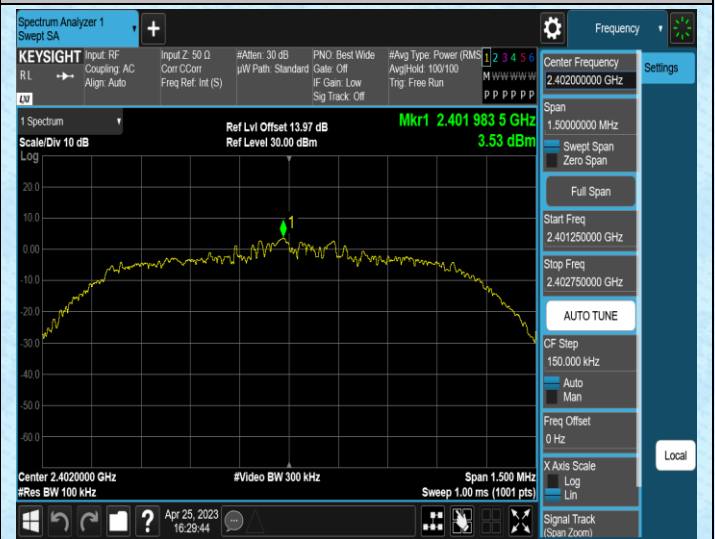 Spectrum Analyzer 1
Swept SA
+
Frequency
KEYSIGHT
RL
LXI
Input: RF
Coupling: AC
Align: Auto
Input Z: 50 Ω
Corr CCorr
Freq Ref: Int (S)
#Atten: 30 dB
µW Path: Standard
PNO: Best Wide
Gate: Off
IF Gain: Low
Sig Track: Off
#Avg Type: Power (RMS
Avg|Hold: 100/100
Trig: Free Run
1 2 3 4 5 6
M W W W W W
P P P P P P
1 Spectrum
Scale/Div 10 dB
Log
Ref Lvl Offset 13.97 dB
Ref Level 30.00 dBm
Mkr1 2.401 983 5 GHz
3.53 dBm
1
20.0
10.0
0.00
-10.0
-20.0
-30.0
-40.0
-50.0
-60.0
Center 2.4020000 GHz
#Res BW 100 kHz
#Video BW 300 kHz
Span 1.500 MHz
Sweep 1.00 ms (1001 pts)
Center Frequency
2.402000000 GHz
Settings
Span
1.50000000 MHz
Swept Span
Zero Span
Full Span
Start Freq
2.401250000 GHz
Stop Freq
2.402750000 GHz
AUTO TUNE
CF Step
150.000 kHz
Auto
Man
Freq Offset
0 Hz
X Axis Scale
Log
Lin
Local
Signal Track
(Span Zoom)
?
Apr 25, 2023
16:29:44